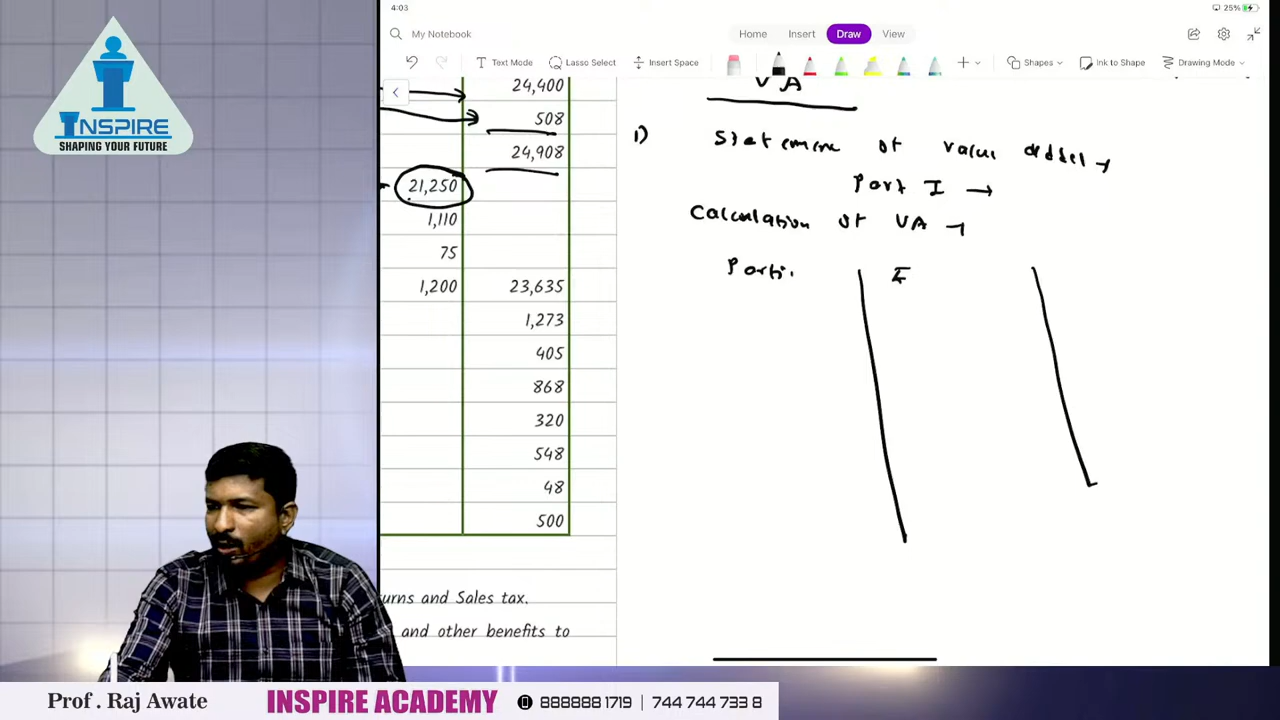 4:03
25%
My Notebook
Home Insert Draw View
Text Mode
Lasso Select
Insert Space
Shapes
Ink to Shape
Drawing Mode
INSPIRE
SHAPING YOUR FUTURE
24,400
508
24,908
21,250
1,110
75
1,200 23,635
1,273
405
868
320
548
48
500
urns and Sales tax.
and other benefits to
VA
1) Statement of value added
Part I →
Calculation of VA
Parti.
Prof . Raj Awate
INSPIRE ACADEMY
888888 1719 | 744 744 733 8